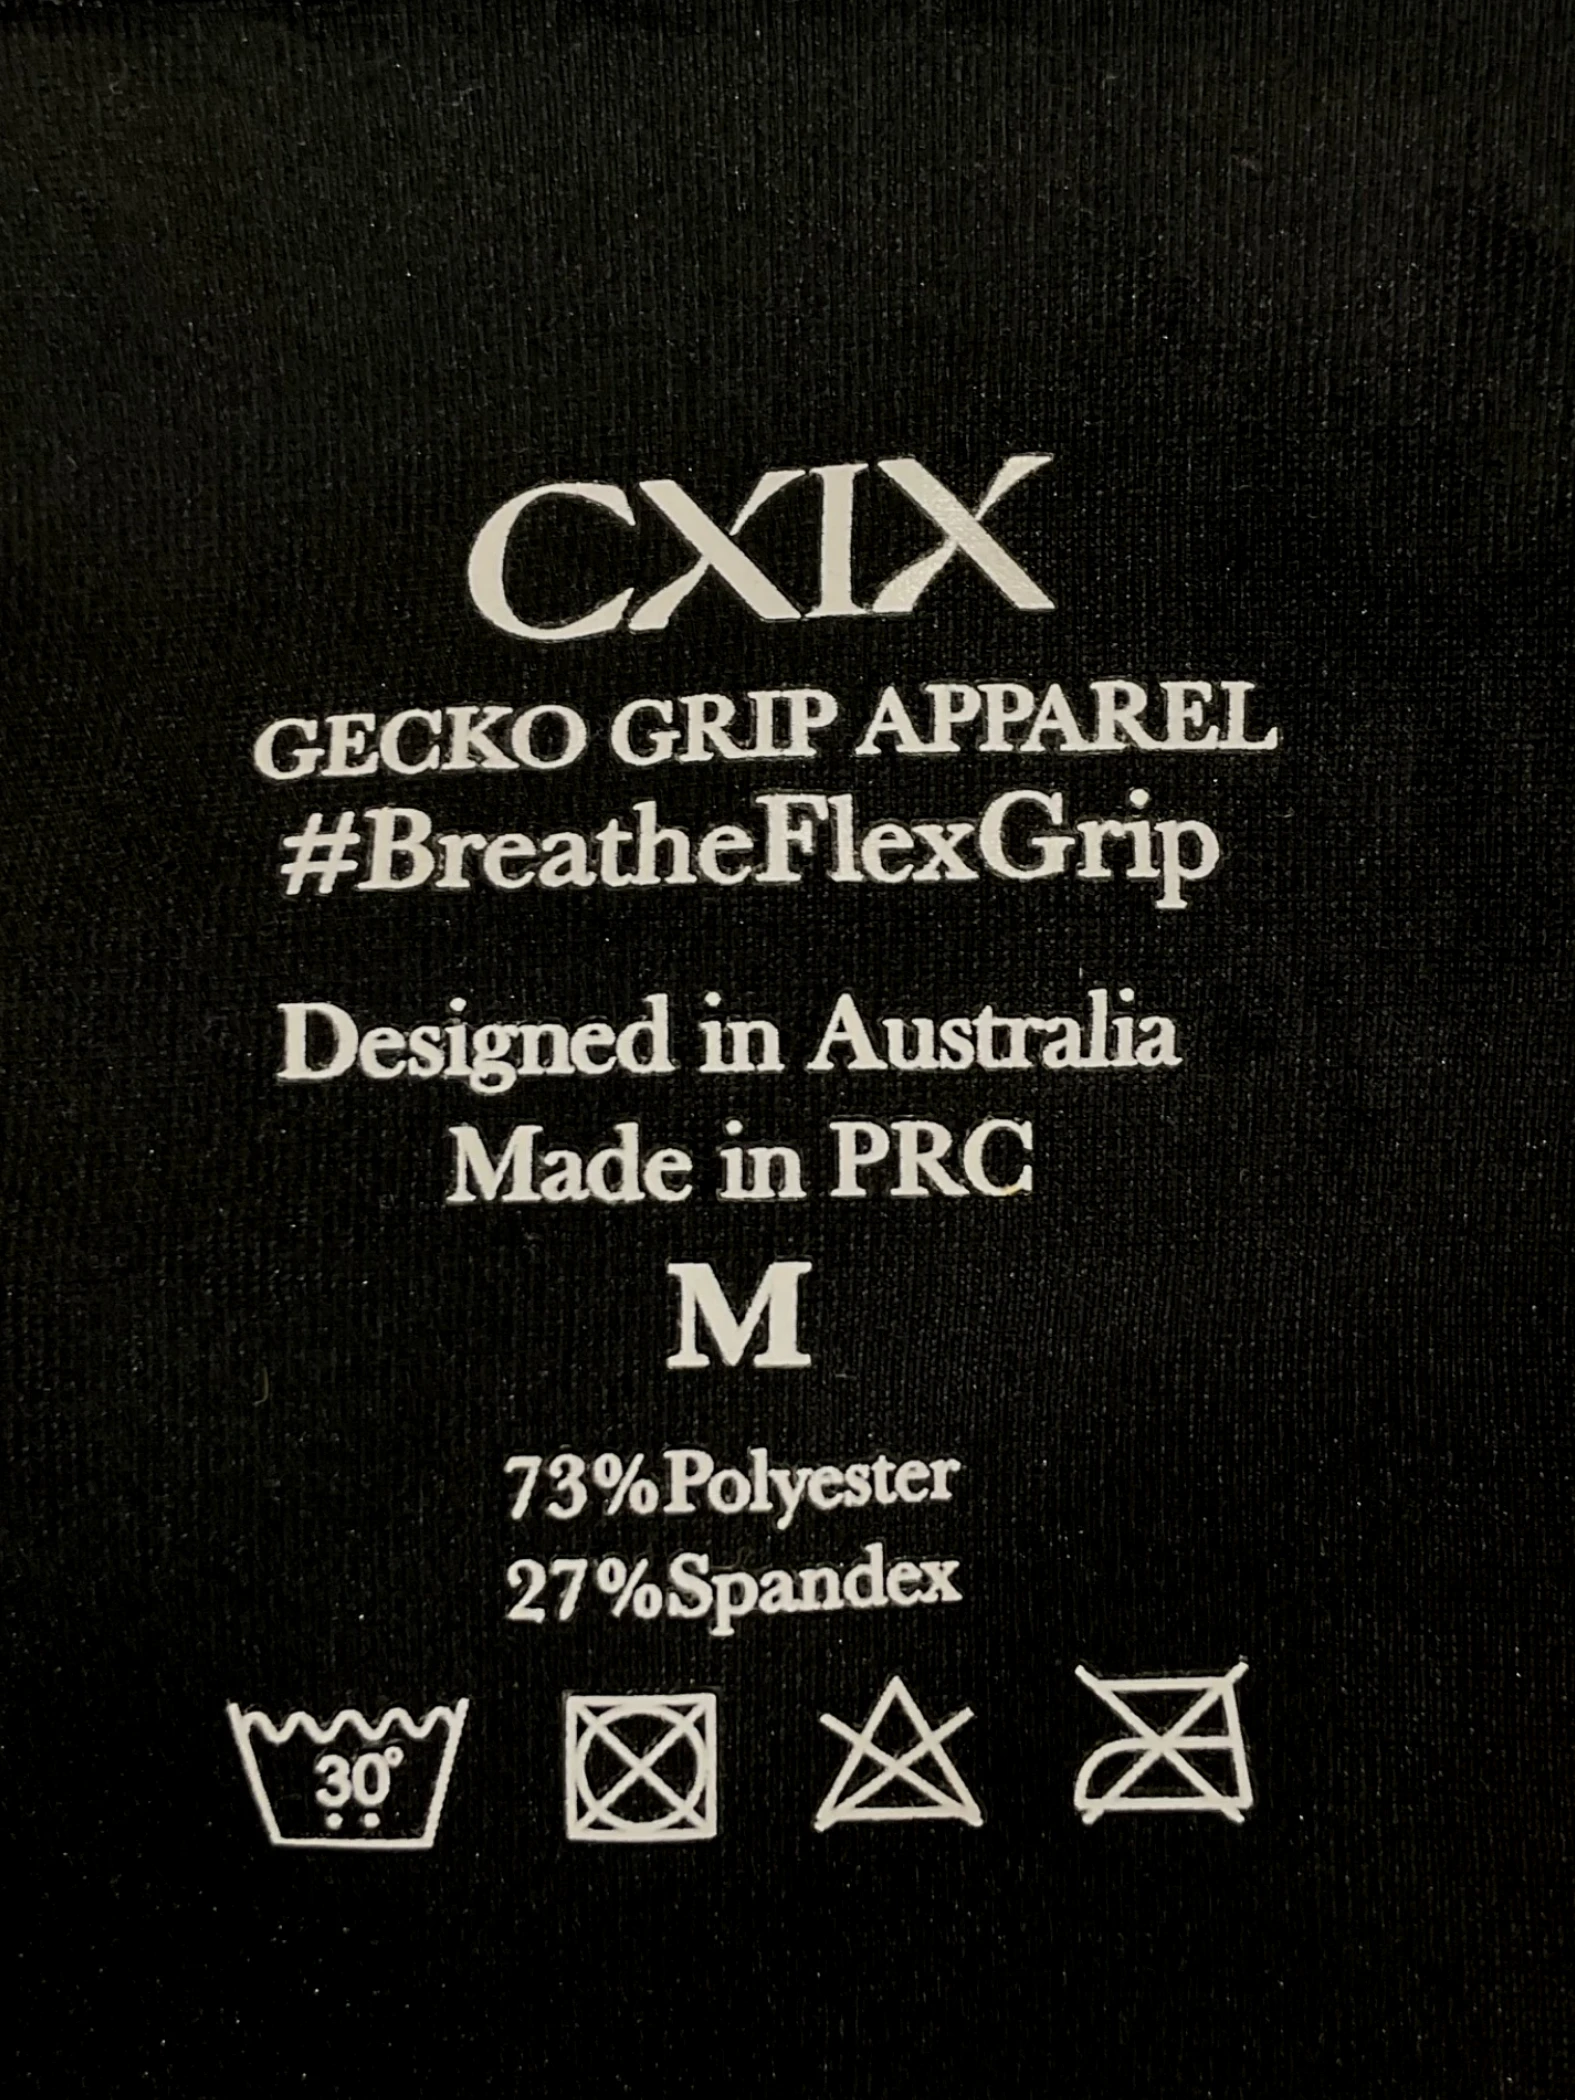 CXIX
GECKO GRIP APPAREL
#BreatheFlexGrip
Designed in Australia
Made in PRC
M
73%Polyester
27%Spandex
30°